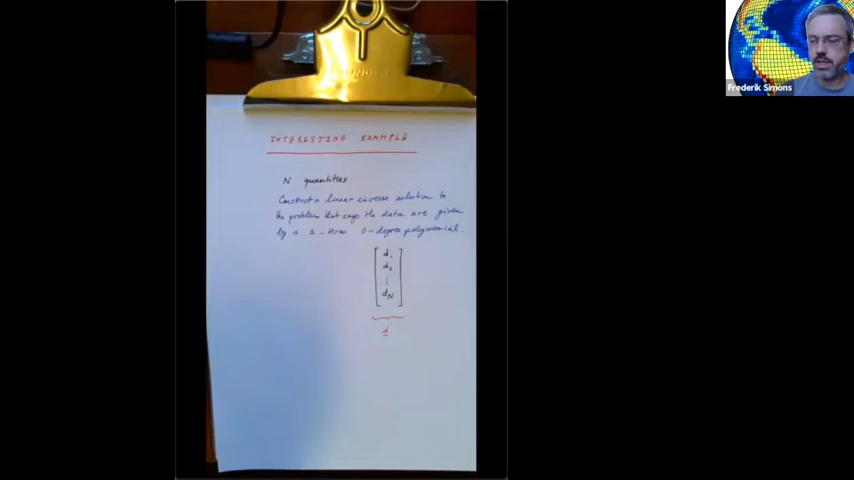 INTERESTING EXAMPLE
N quantities
Construct a linear inverse solution to
the problem that says the data are given
by a 1-term 0-degree polynomial.
d1
d2
⋮
dN
d
Frederik Simons